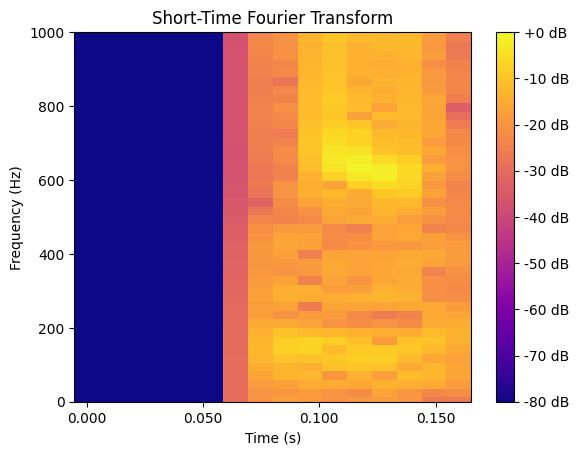 Short-Time Fourier Transform
1000
800
600
400
200
0
Frequency (Hz)
0.000
0.050
0.100
0.150
Time (s)
+0 dB
-10 dB
-20 dB
-30 dB
-40 dB
-50 dB
-60 dB
-70 dB
-80 dB